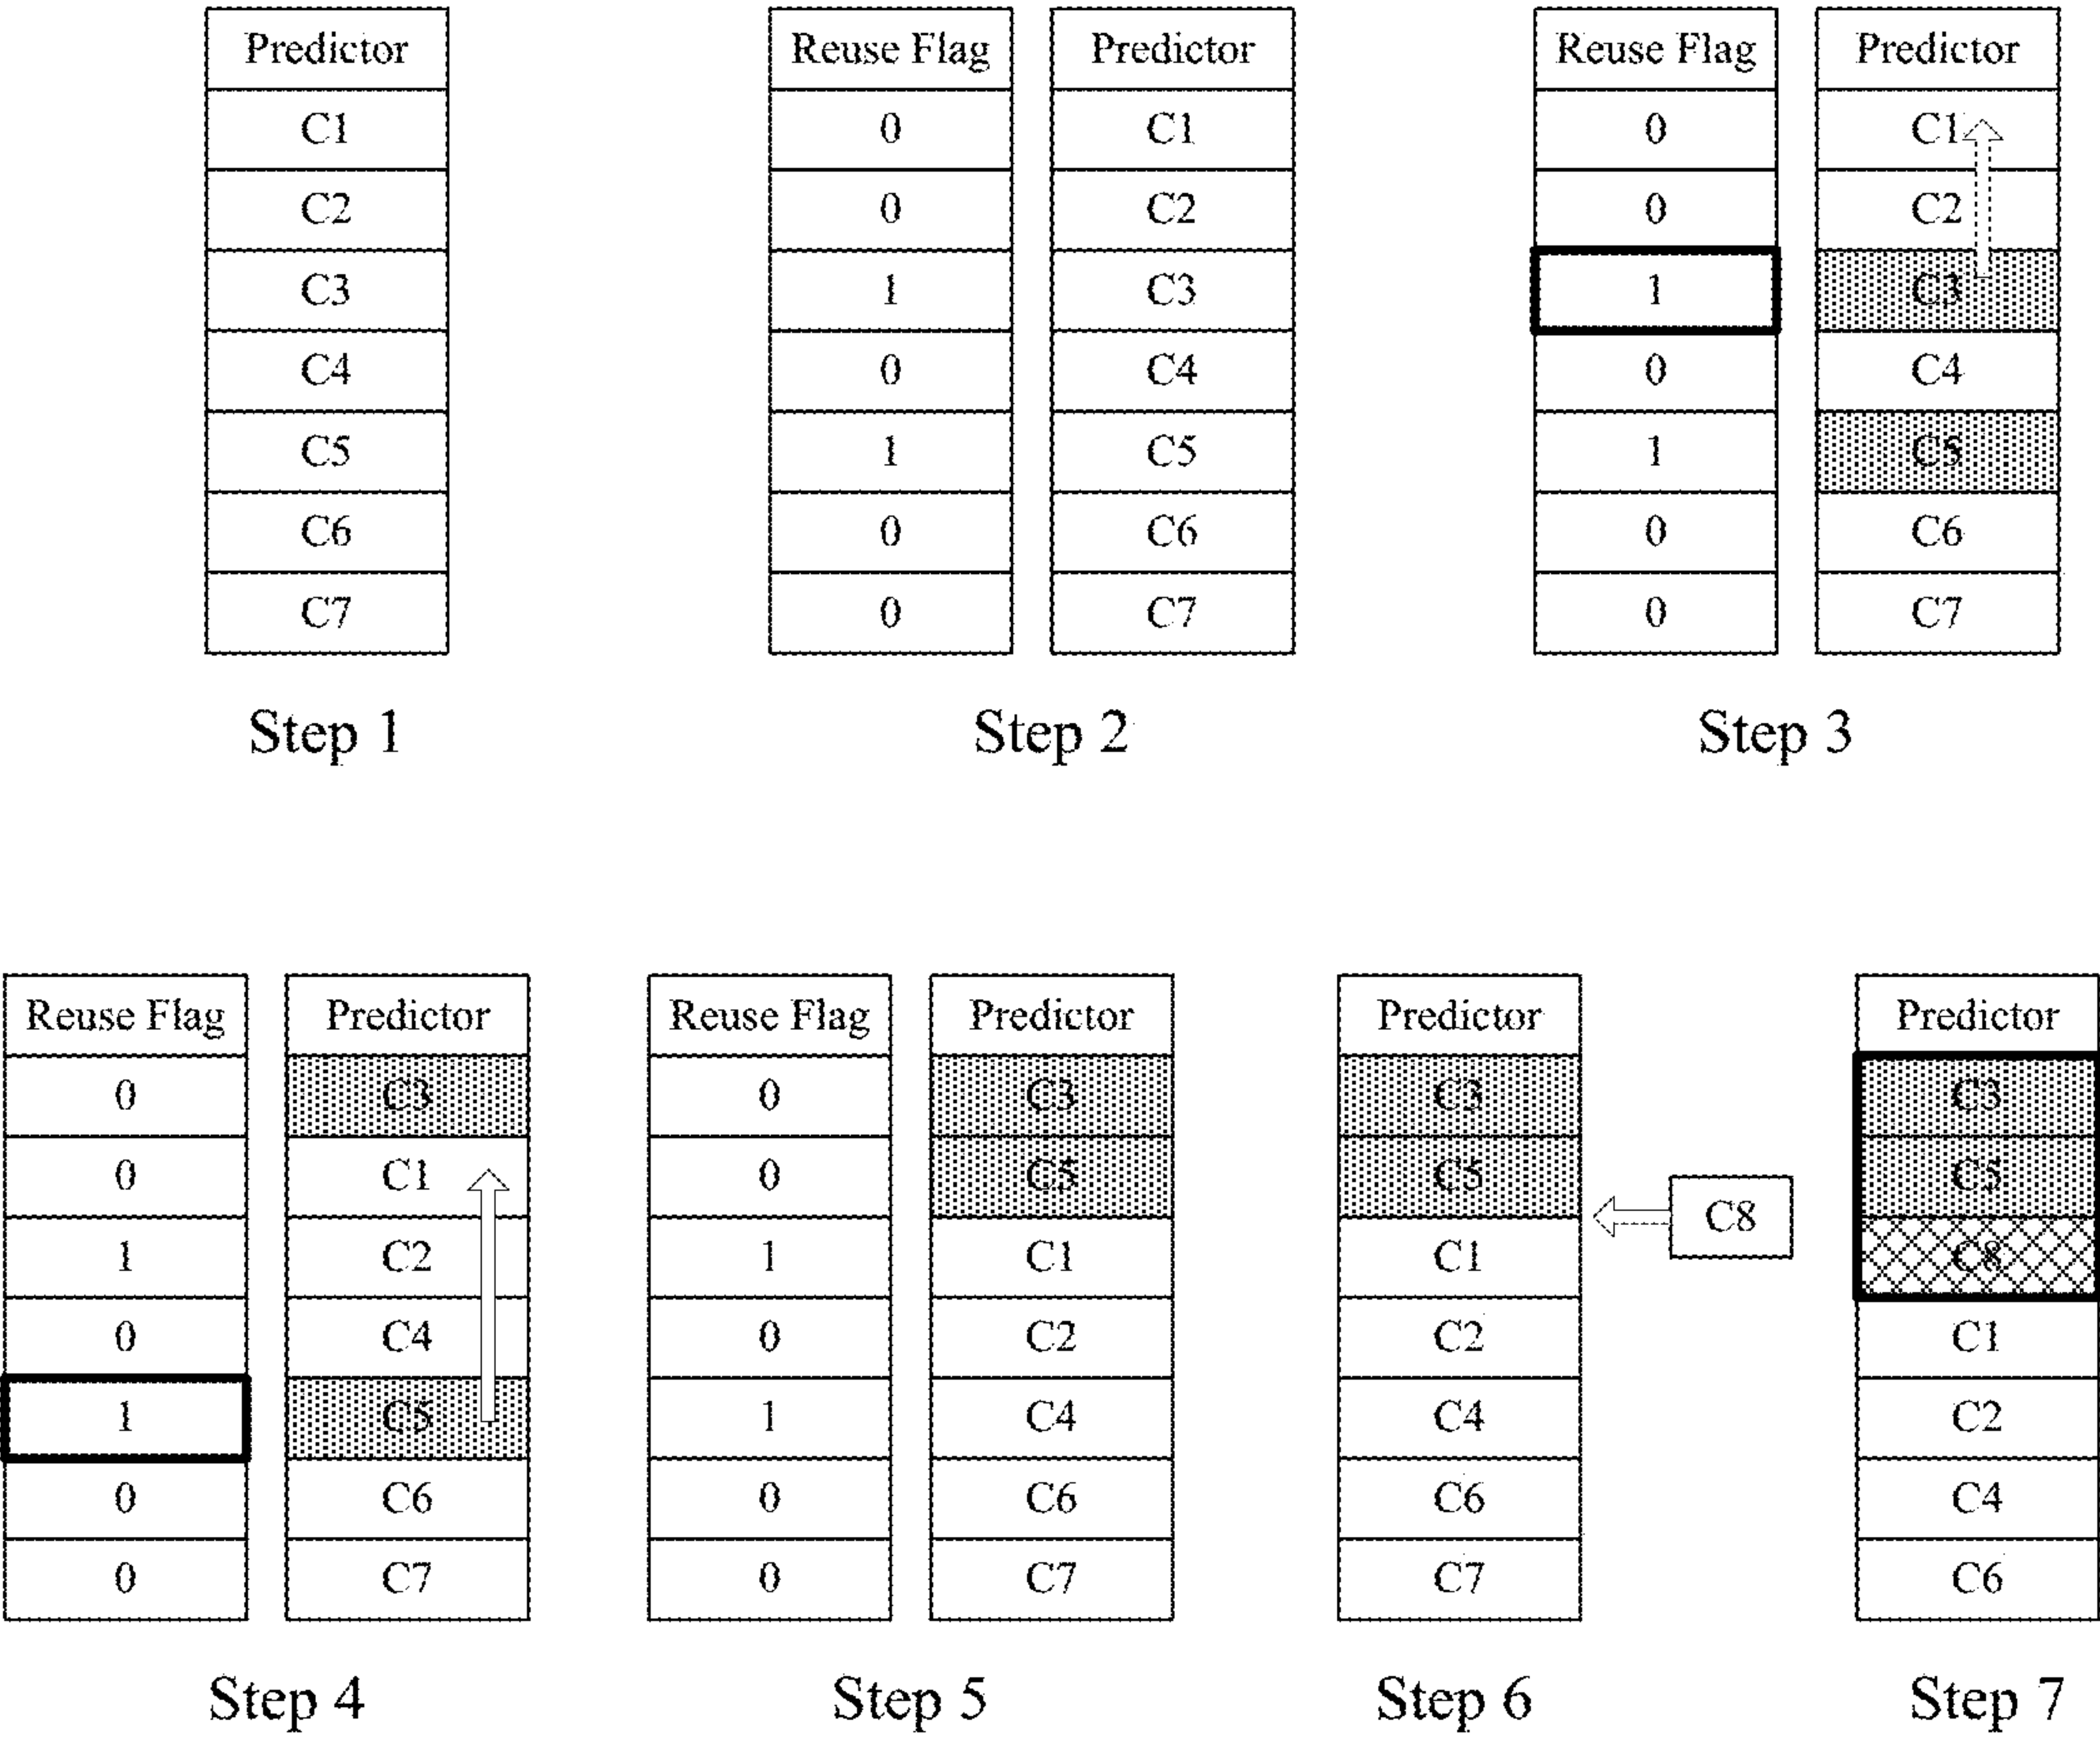 Predictor
C1
C2
C3
C4
C5
C6
C7
Step 1
Reuse Flag Predictor
0 C1
0 C2
1 C3
0 C4
1 C5
0 C6
0 C7
Step 2
Reuse Flag Predictor
0 C1
0 C2
1 C3
0 C4
1 C5
0 C6
0 C7
Step 3
Reuse Flag Predictor
0 C3
0 C1
1 C2
0 C4
1 C5
0 C6
0 C7
Step 4
Reuse Flag Predictor
0 C3
0 C5
1 C1
0 C2
1 C4
0 C6
0 C7
Step 5
Predictor
C3
C5
C1
C2
C4
C6
C7
C8
Step 6
Predictor
C3
C5
C8
C1
C2
C4
C6
Step 7